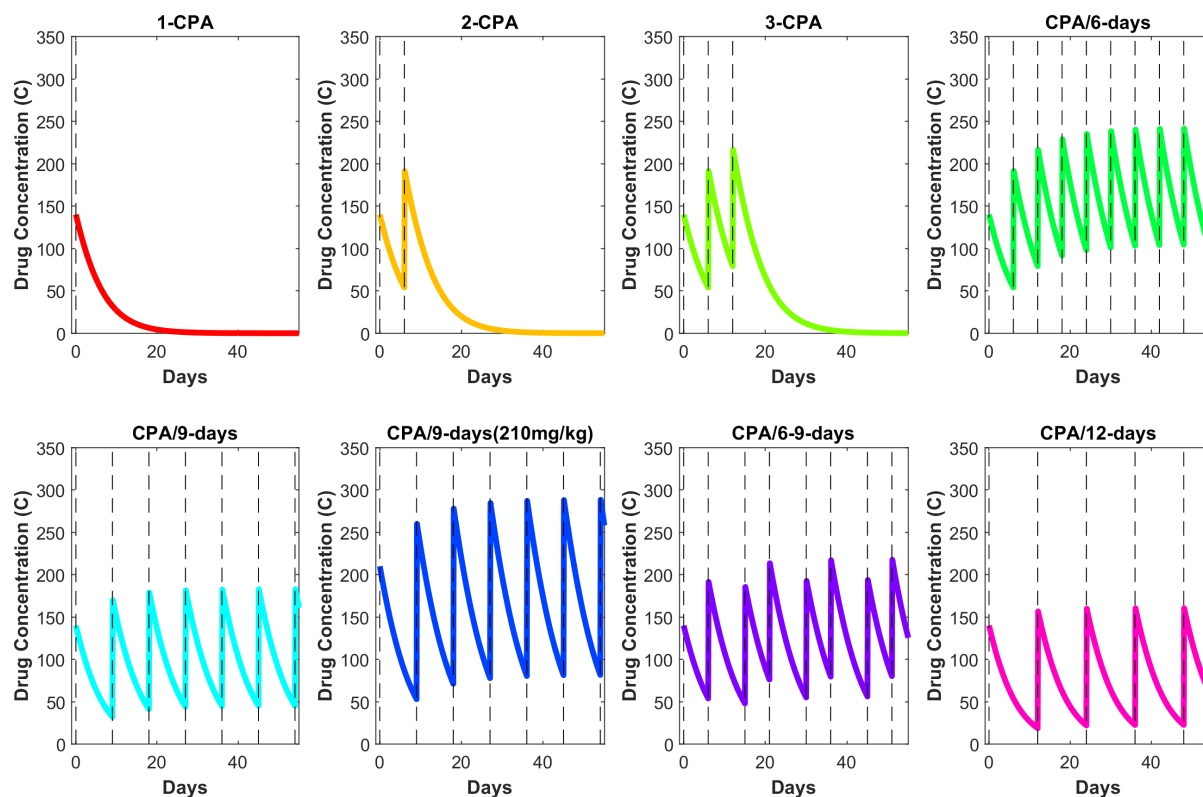 1-CPA
350
300
250
200
150
100
50
0
Drug Concentration (C)
0 20 40
Days
2-CPA
350
300
250
200
150
100
50
0
Drug Concentration (C)
0 20 40
Days
3-CPA
350
300
250
200
150
100
50
0
Drug Concentration (C)
0 20 40
Days
CPA/6-days
350
300
250
200
150
100
50
0
Drug Concentration (C)
0 20 40
Days
CPA/9-days
350
300
250
200
150
100
50
0
Drug Concentration (C)
0 20 40
Days
CPA/9-days(210mg/kg)
350
300
250
200
150
100
50
0
Drug Concentration (C)
0 20 40
Days
CPA/6-9-days
350
300
250
200
150
100
50
0
Drug Concentration (C)
0 20 40
Days
CPA/12-days
350
300
250
200
150
100
50
0
Drug Concentration (C)
0 20 40
Days